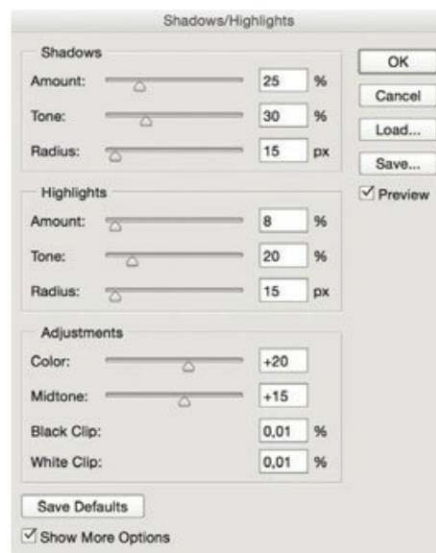 Shadows/Highlights
Shadows
Amount: 25 %
Tone: 30 %
Radius: 15 px
Highlights
Amount: 8 %
Tone: 20 %
Radius: 15 px
Adjustments
Color: +20
Midtone: +15
Black Clip: 0,01 %
White Clip: 0,01 %
Save Defaults
Show More Options
OK
Cancel
Load...
Save...
Preview